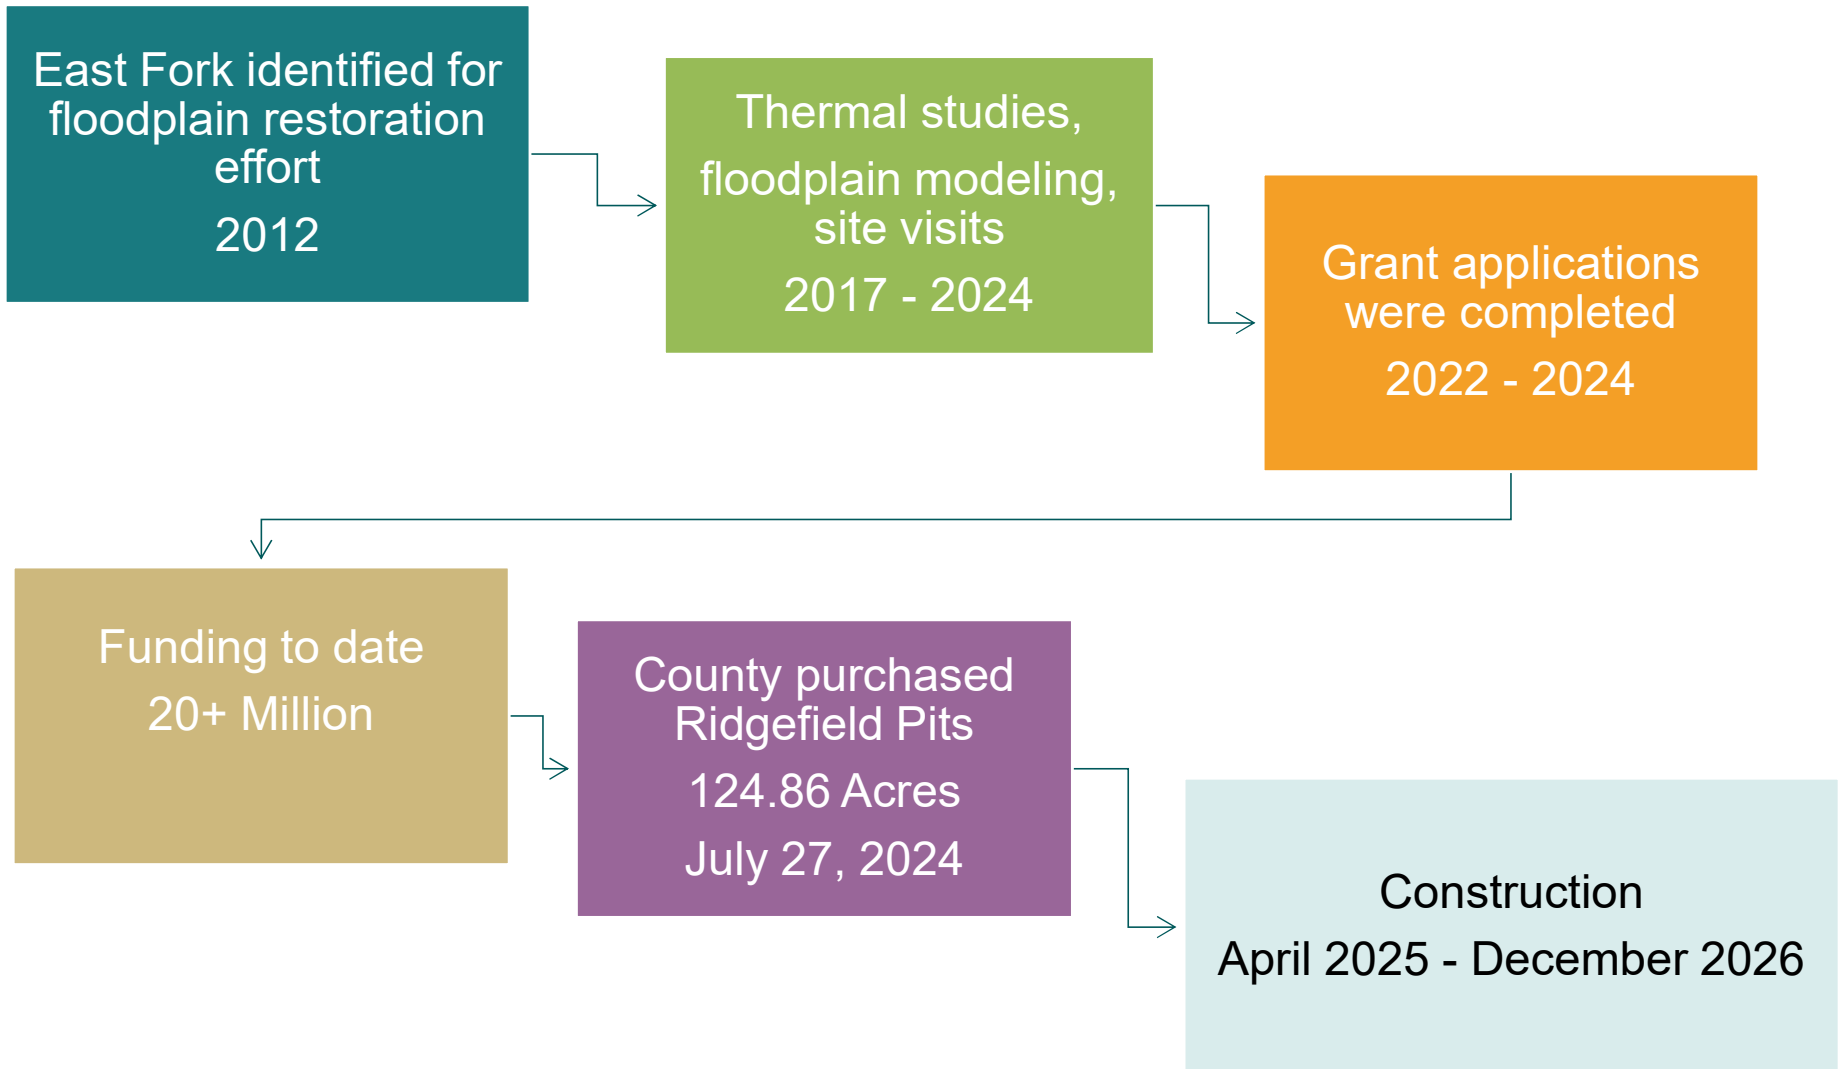 East Fork identified for
floodplain restoration
effort
2012
Thermal studies,
floodplain modeling,
site visits
2017 - 2024
Grant applications
were completed
2022 - 2024
Funding to date
20+ Million
County purchased
Ridgefield Pits
124.86 Acres
July 27, 2024
Construction
April 2025 - December 2026